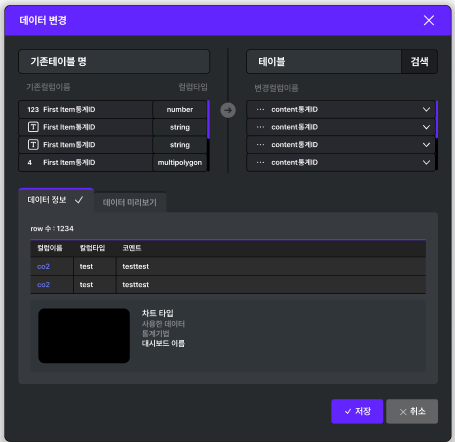 데이터 변경
기존테이블 명
테이블 검색
기존컬럼이름 컬럼타입
변경컬럼이름
123 First Item통계ID number
T First Item통계ID string
T First Item통계ID string
4 First Item통계ID multipolygon
··· content통계ID
··· content통계ID
··· content통계ID
··· content통계ID
데이터 정보 데이터 미리보기
row 수 : 1234
컬럼이름 칼럼타입 코멘트
co2 test testtest
co2 test testtest
차트 타입
사용한 데이터
통계기법
대시보드 이름
저장 취소